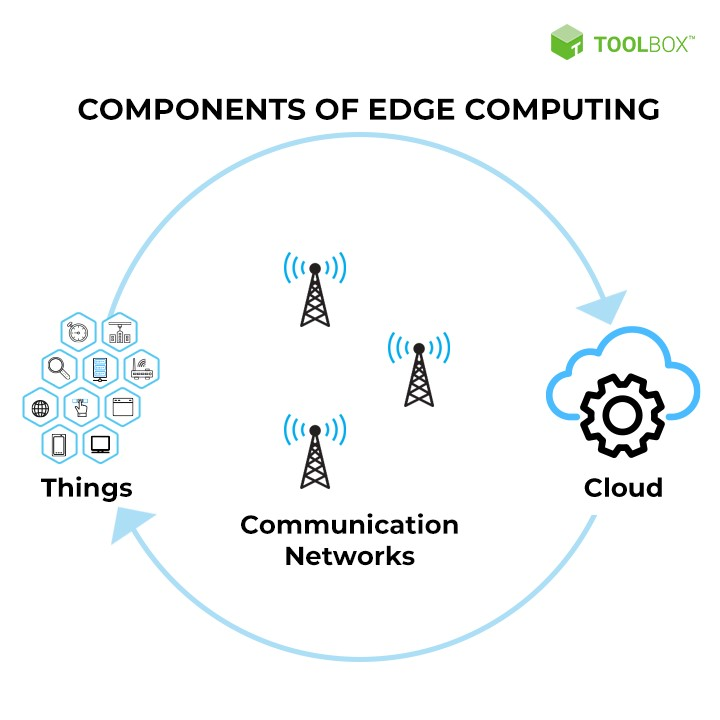 TOOLBOX™
COMPONENTS OF EDGE COMPUTING
Things
Cloud
Communication
Networks